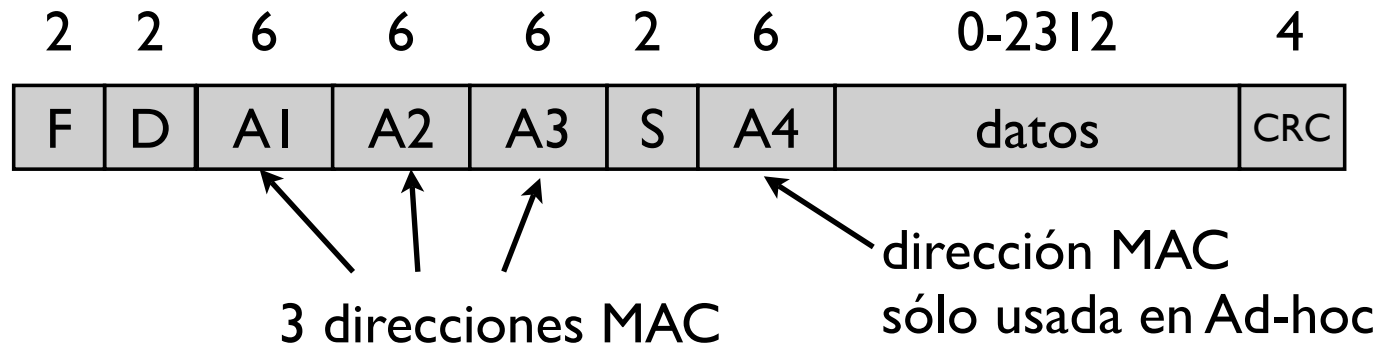 2 2 6 6 6 2 6 0-2312 4
F D A1 A2 A3 S A4 datos CRC
dirección MAC
3 direcciones MAC sólo usada en Ad-hoc